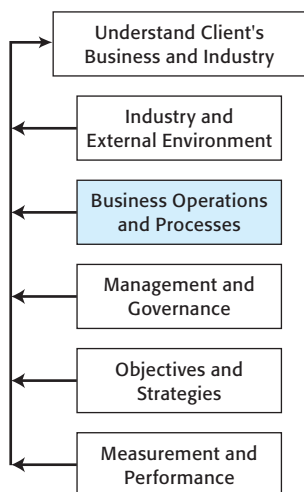 Understand Client's
Business and Industry
Industry and
External Environment
Business Operations
and Processes
Management and
Governance
Objectives and
Strategies
Measurement and
Performance